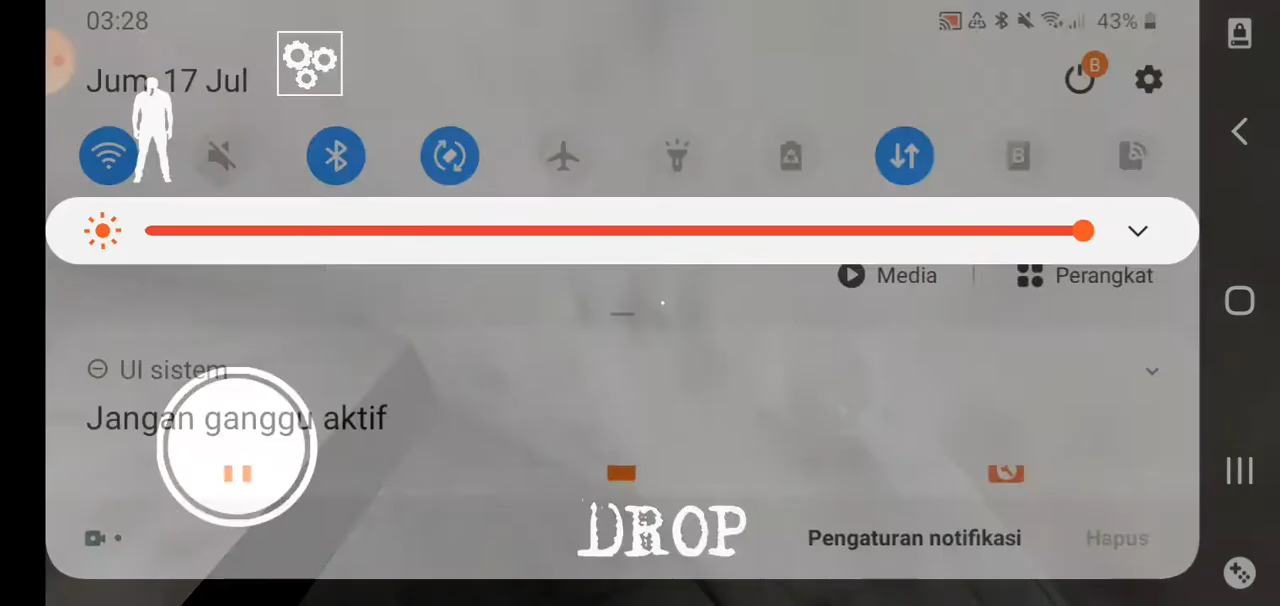 03:28
43%
Jum, 17 Jul
B
B
Media
Perangkat
UI sistem
Jangan ganggu aktif
DROP
Pengaturan notifikasi
Hapus